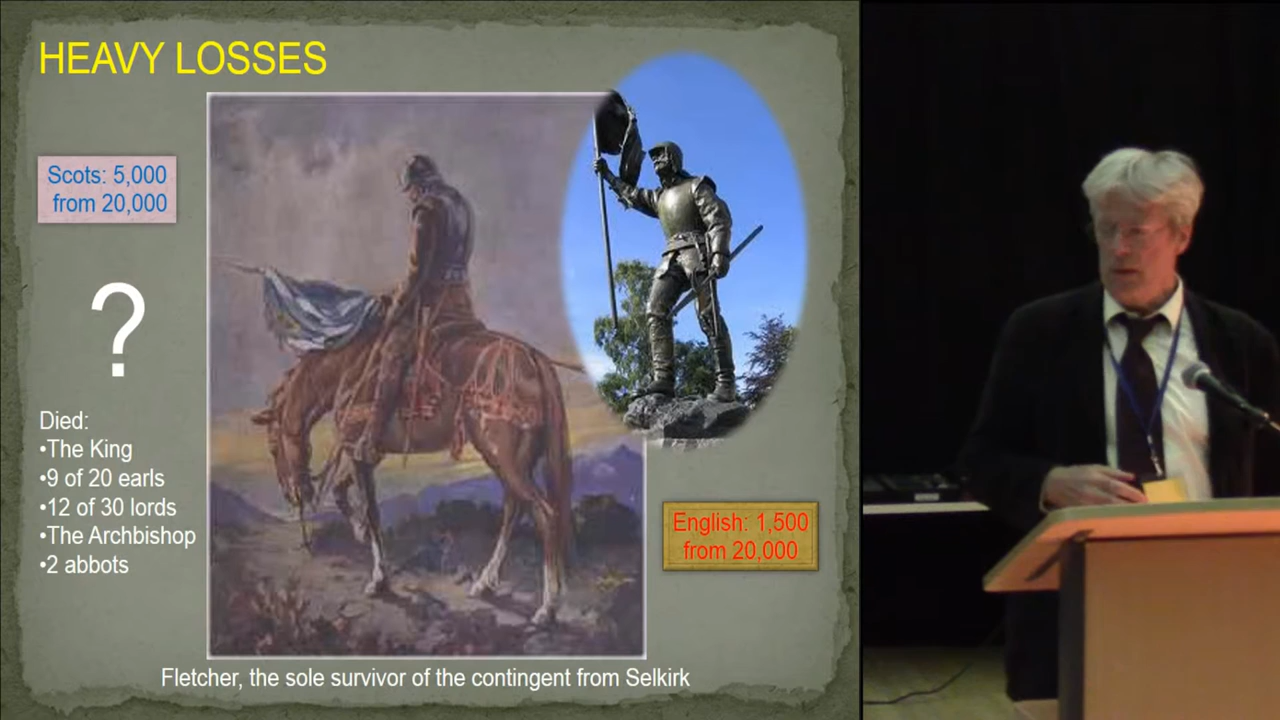 HEAVY LOSSES
Scots: 5,000
from 20,000
?
Died:
•The King
•9 of 20 earls
•12 of 30 lords
•The Archbishop
•2 abbots
English: 1,500
from 20,000
Fletcher, the sole survivor of the contingent from Selkirk